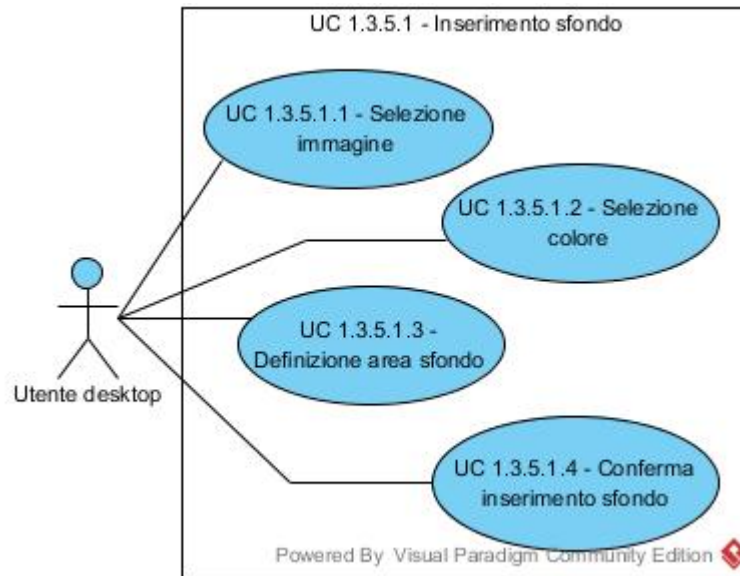 UC 1.3.5.1 - Inserimento sfondo
UC 1.3.5.1.1 - Selezione
immagine
UC 1.3.5.1.2 - Selezione
colore
UC 1.3.5.1.3 -
Definizione area sfondo
Utente desktop
UC 1.3.5.1.4 - Conferma
inserimento sfondo
Powered By Visual Paradigm Community Edition